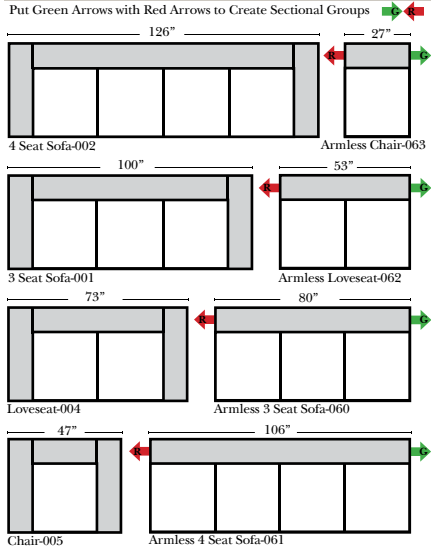 Put Green Arrows with Red Arrows to Create Sectional Groups G R
126” 27”
R G
4 Seat Sofa-002 Armless Chair-063
100” 53”
R G
3 Seat Sofa-001 Armless Loveseat-062
73” 80”
R G
Loveseat-004 Armless 3 Seat Sofa-060
47” 106”
R G
Chair-005 Armless 4 Seat Sofa-061